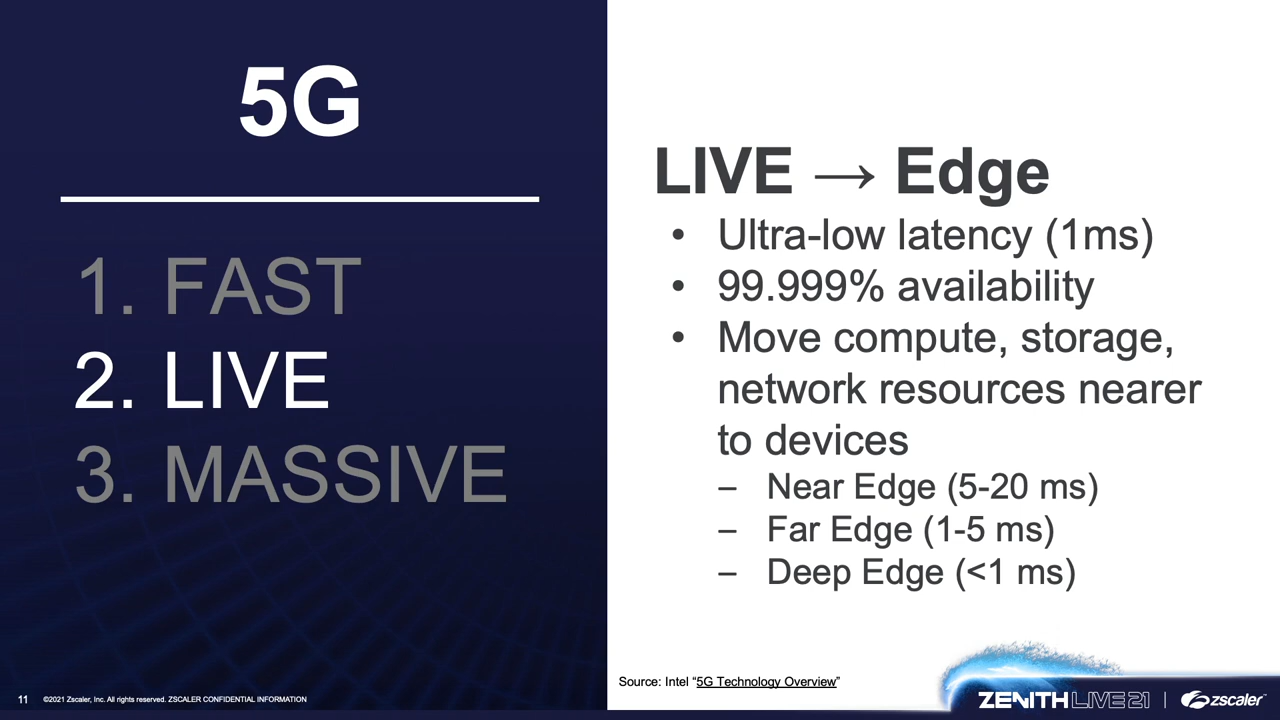 5G
1. FAST
2. LIVE
3. MASSIVE
LIVE → Edge
• Ultra-low latency (1ms)
• 99.999% availability
• Move compute, storage,
network resources nearer
to devices
– Near Edge (5-20 ms)
– Far Edge (1-5 ms)
– Deep Edge (<1 ms)
Source: Intel “5G Technology Overview”
11 ©2021 Zscaler, Inc. All rights reserved. ZSCALER CONFIDENTIAL INFORMATION
ZENITH LIVE 21 | zscaler™